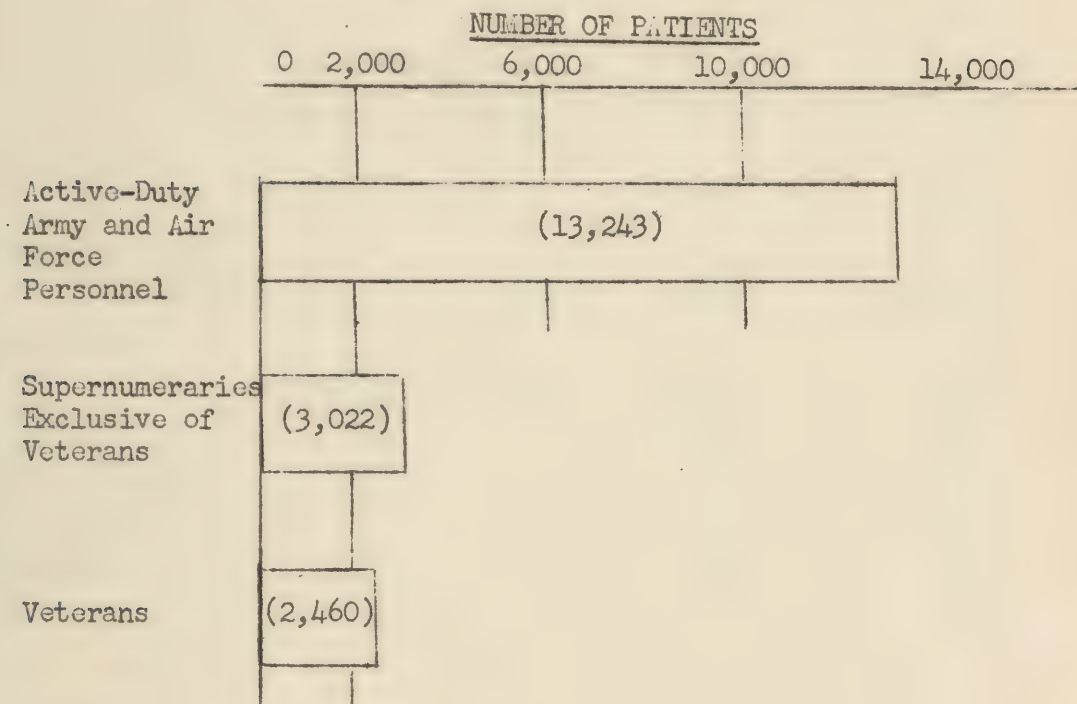 NUMBER OF PATIENTS
0 2,000 6,000 10,000 14,000
Active-Duty
Army and Air
Force
Personnel
(13,243)
Supernumeraries
Exclusive of
Veterans
(3,022)
Veterans
(2,460)